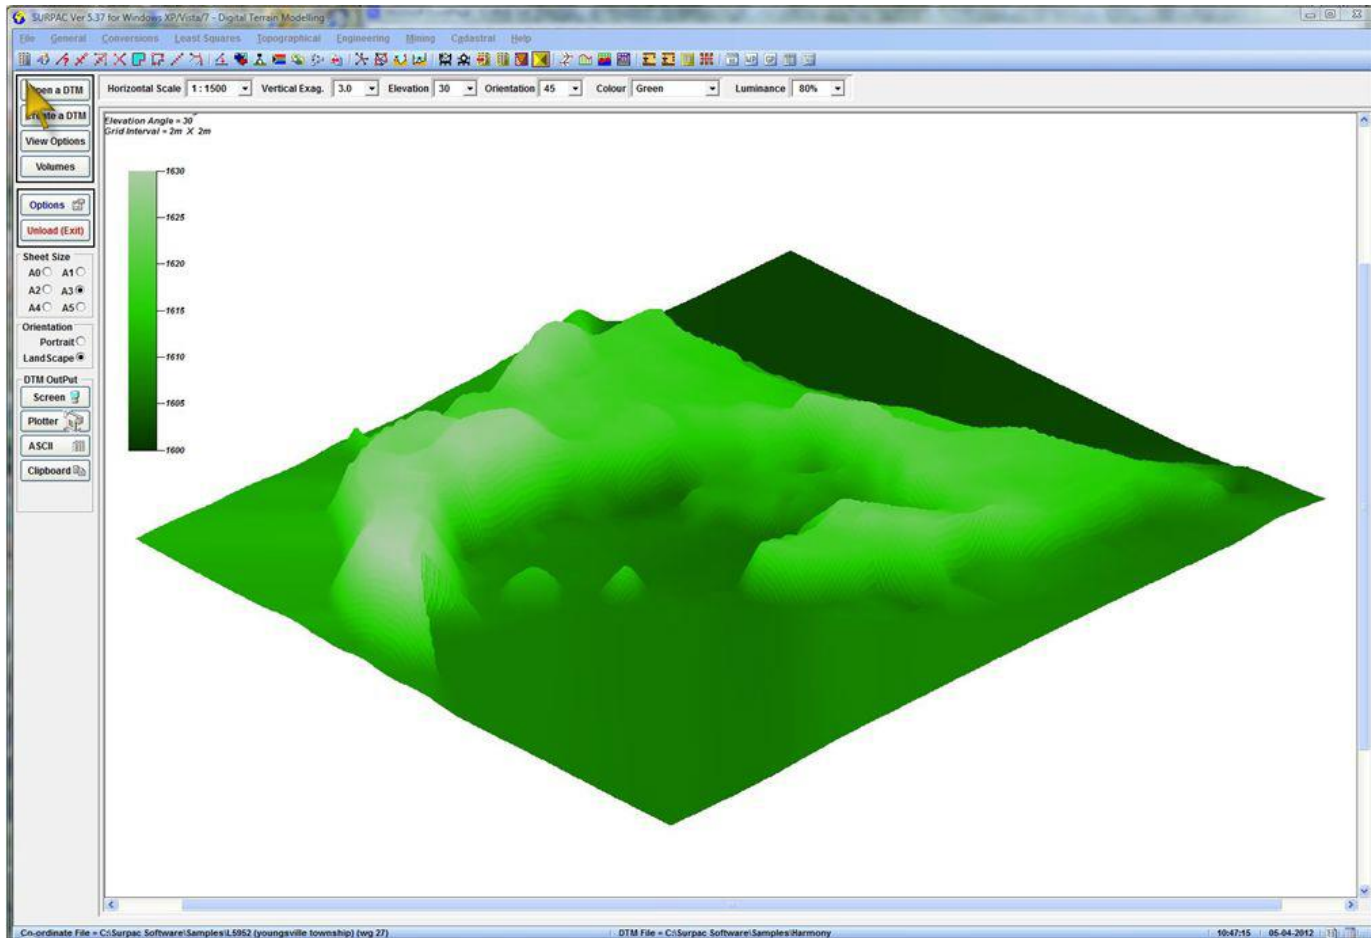 SURPAC Ver 5.37 for Windows XP/Vista/7 - Digital Terrain Modelling
File General Conversions Least Squares Topographical Engineering Mining Cadastral Help
Open a DTM
Horizontal Scale 1 : 1500 Vertical Exag. 3.0 Elevation 30 Orientation 45 Colour Green Luminance 80%
Create a DTM
View Options
Volumes
Options
Unload (Exit)
Sheet Size
A0 A1
A2 A3
A4 A5
Orientation
Portrait
LandScape
DTM OutPut
Screen
Plotter
ASCII
Clipboard
Elevation Angle = 30°
Grid Interval = 2m X 2m
1630
1625
1620
1615
1610
1605
1600
Co-ordinate File = C:\Surpac Software\Samples\L5952 (youngsville township) (wg 27) DTM File = C:\Surpac Software\Samples\Harmony 10:47:15 05-04-2012